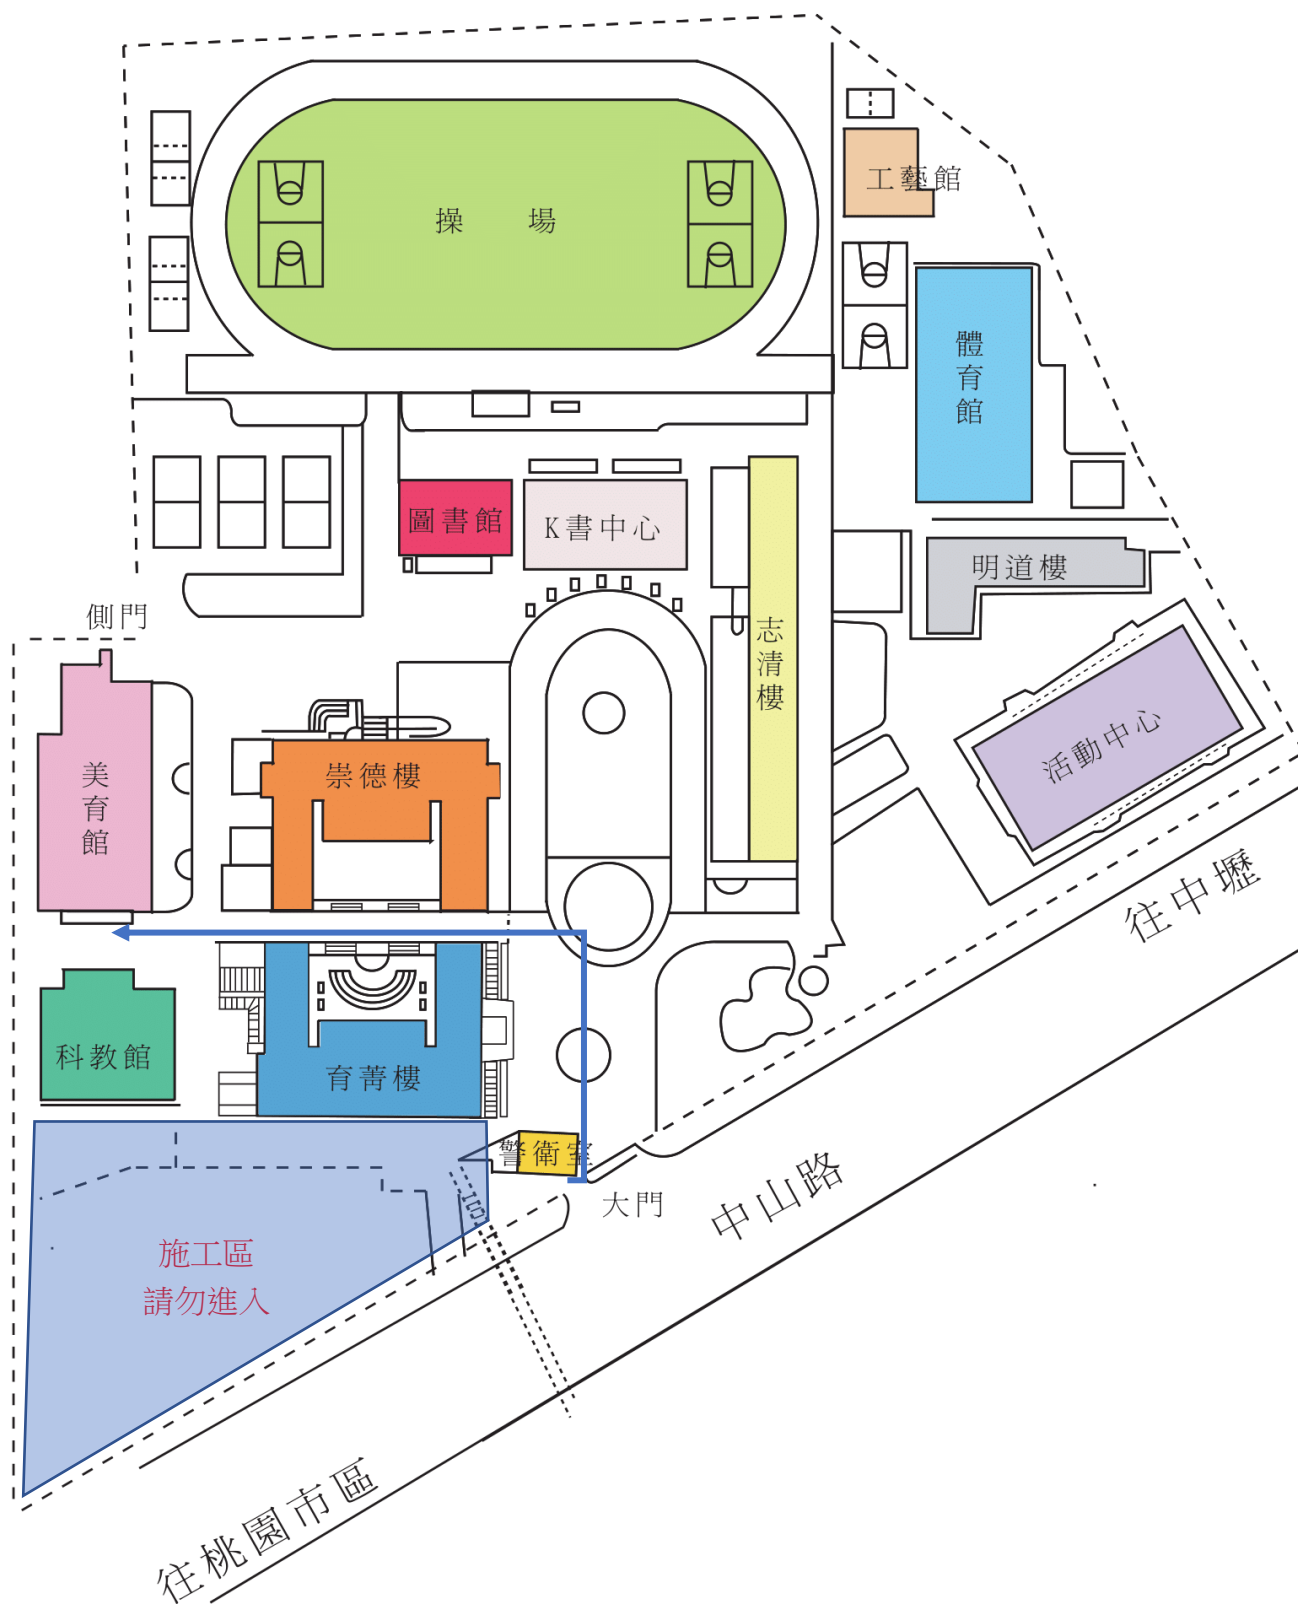 工藝館
操 場
體育館
圖書館
K書中心
明道樓
側門
志清樓
活動中心
美育館
崇德樓
往中壢
科教館
育菁樓
警衛室
大門
中山路
施工區
請勿進入
往桃園市區